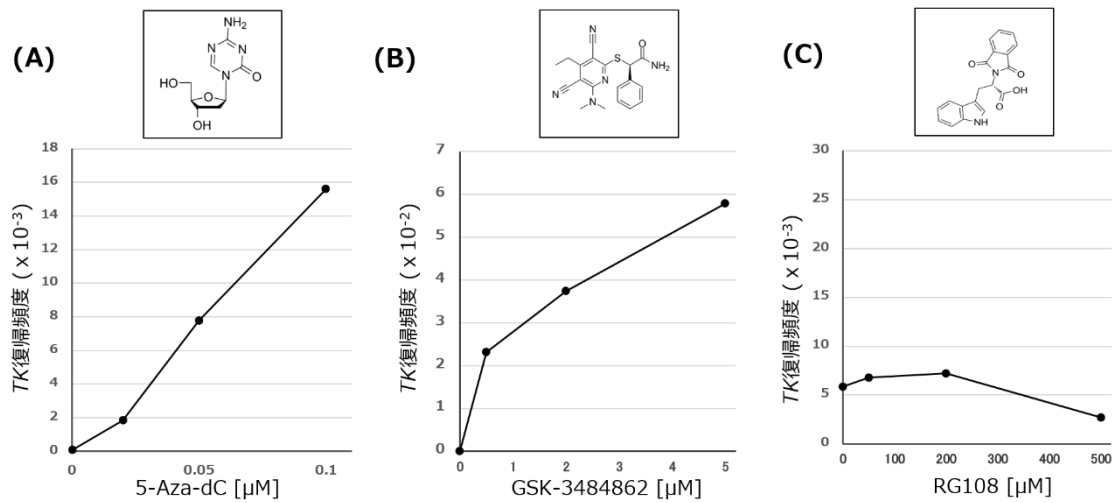 (A)
NH₂
N
N
N
O
HO
O
OH
TK復帰頻度 ( x 10⁻³)
18
16
14
12
10
8
6
4
2
0
0
0.05
0.1
5-Aza-dC [µM]
(B)
N
S
O
NH₂
N
N
N
TK復帰頻度 ( x 10⁻²)
7
6
5
4
3
2
1
0
0
1
2
3
4
5
GSK-3484862 [µM]
(C)
O
N
O
OH
O
NH
TK復帰頻度 ( x 10⁻³)
30
25
20
15
10
5
0
0
100
200
300
400
500
RG108 [µM]